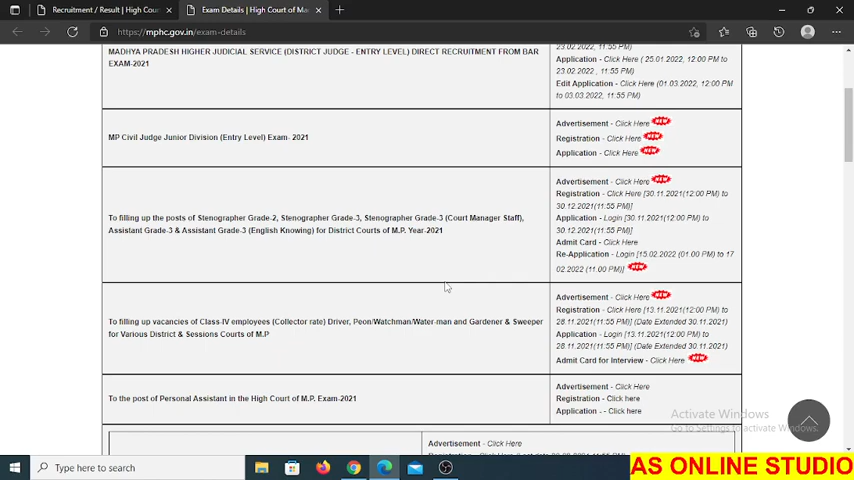 Recruitment / Result | High Cour
Exam Details | High Court of Ma
https://mphc.gov.in/exam-details
MADHYA PRADESH HIGHER JUDICIAL SERVICE (DISTRICT JUDGE - ENTRY LEVEL) DIRECT RECRUITMENT FROM BAR
EXAM-2021
23.02.2022, 11:55 PM)
Application - Click Here ( 25.01.2022, 12:00 PM to
23.02.2022 , 11:55 PM)
Edit Application - Click Here (01.03.2022, 12:00 PM
to 03.03.2022, 11:55 PM)
MP Civil Judge Junior Division (Entry Level) Exam- 2021
Advertisement - Click Here NEW
Registration - Click Here NEW
Application - Click Here NEW
To filling up the posts of Stenographer Grade-2, Stenographer Grade-3, Stenographer Grade-3 (Court Manager Staff),
Assistant Grade-3 & Assistant Grade-3 (English Knowing) for District Courts of M.P. Year-2021
Advertisement - Click Here NEW
Registration - Click Here [30.11.2021(12:00 PM) to
30.12.2021(11:55 PM)]
Application - Login [30.11.2021(12:00 PM) to
30.12.2021(11:55 PM)]
Admit Card - Click Here
Re-Application - Login [15.02.2022 (01.00 PM) to 17
02.2022 (11.00 PM)] NEW
To filling up vacancies of Class-IV employees (Collector rate) Driver, Peon/Watchman/Water-man and Gardener & Sweeper
for Various District & Sessions Courts of M.P
Advertisement - Click Here NEW
Registration - Click Here [13.11.2021(12:00 PM) to
28.11.2021(11:55 PM)] (Date Extended 30.11.2021)
Application - Login [13.11.2021(12:00 PM) to
28.11.2021(11:55 PM)] (Date Extended 30.11.2021)
Admit Card for Interview - Click Here NEW
To the post of Personal Assistant in the High Court of M.P. Exam-2021
Advertisement - Click Here
Registration - Click here
Application - - Click here
Advertisement - Click Here
Activate Windows
Go to Settings to activate Windows.
Type here to search
AS ONLINE STUDIO